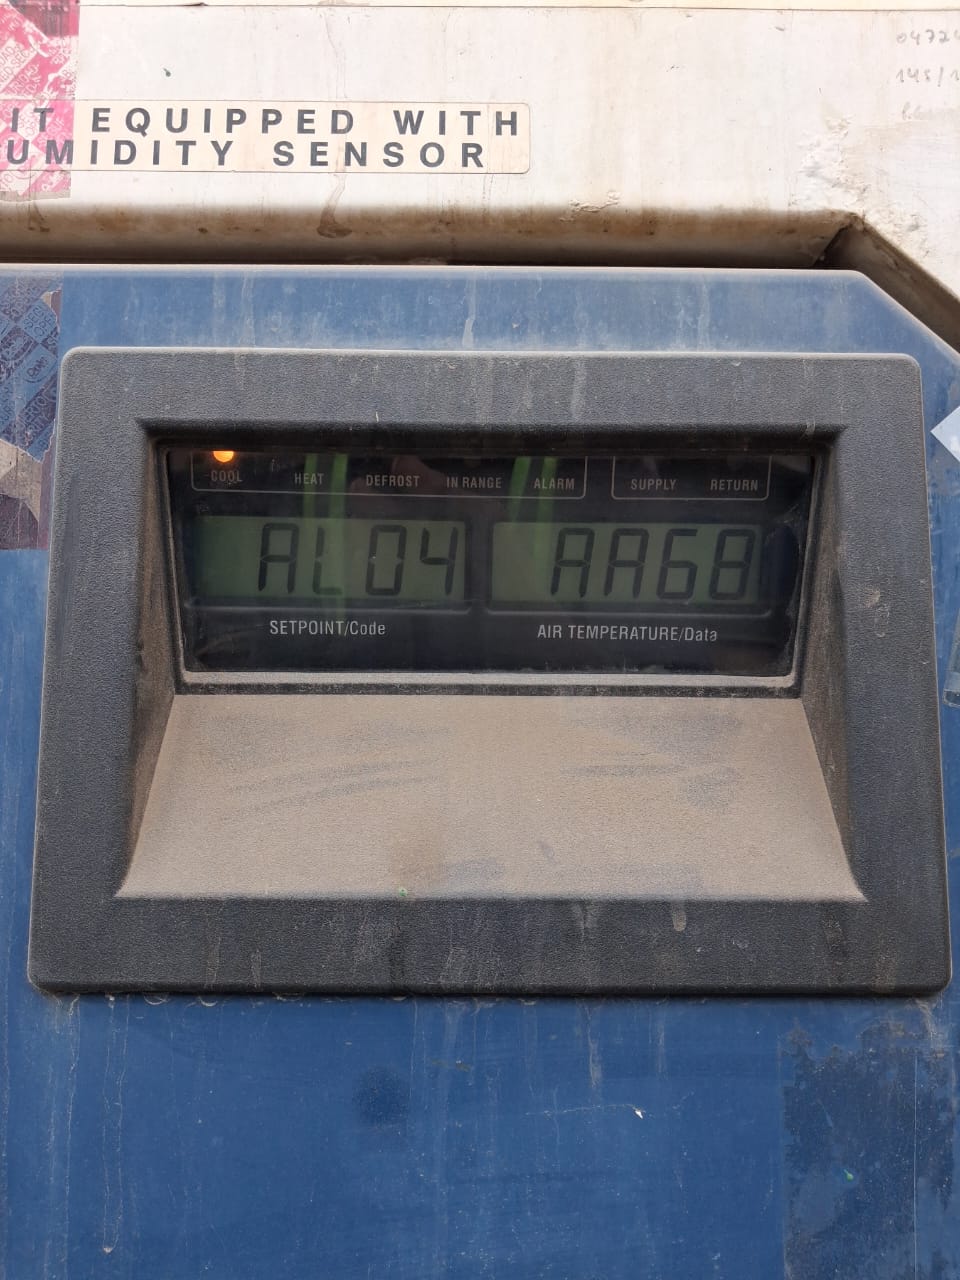 IT EQUIPPED WITH
UMIDITY SENSOR
COOL HEAT DEFROST IN RANGE ALARM SUPPLY RETURN
AL04 AA68
SETPOINT/Code AIR TEMPERATURE/Data